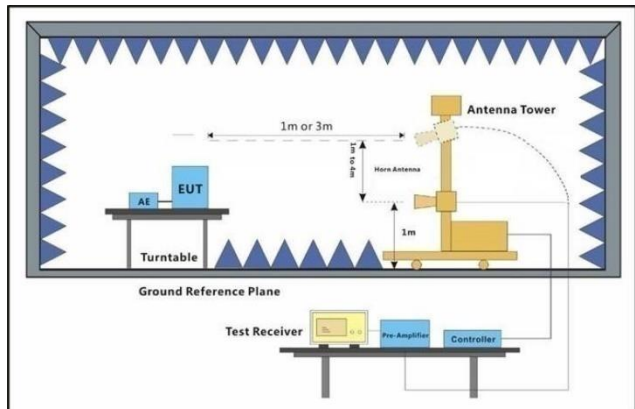 1m or 3m
Antenna Tower
1m to 4m
Horn Antenna
EUT
AE
1m
Turntable
Ground Reference Plane
Test Receiver
Pre-Amplifier
Controller